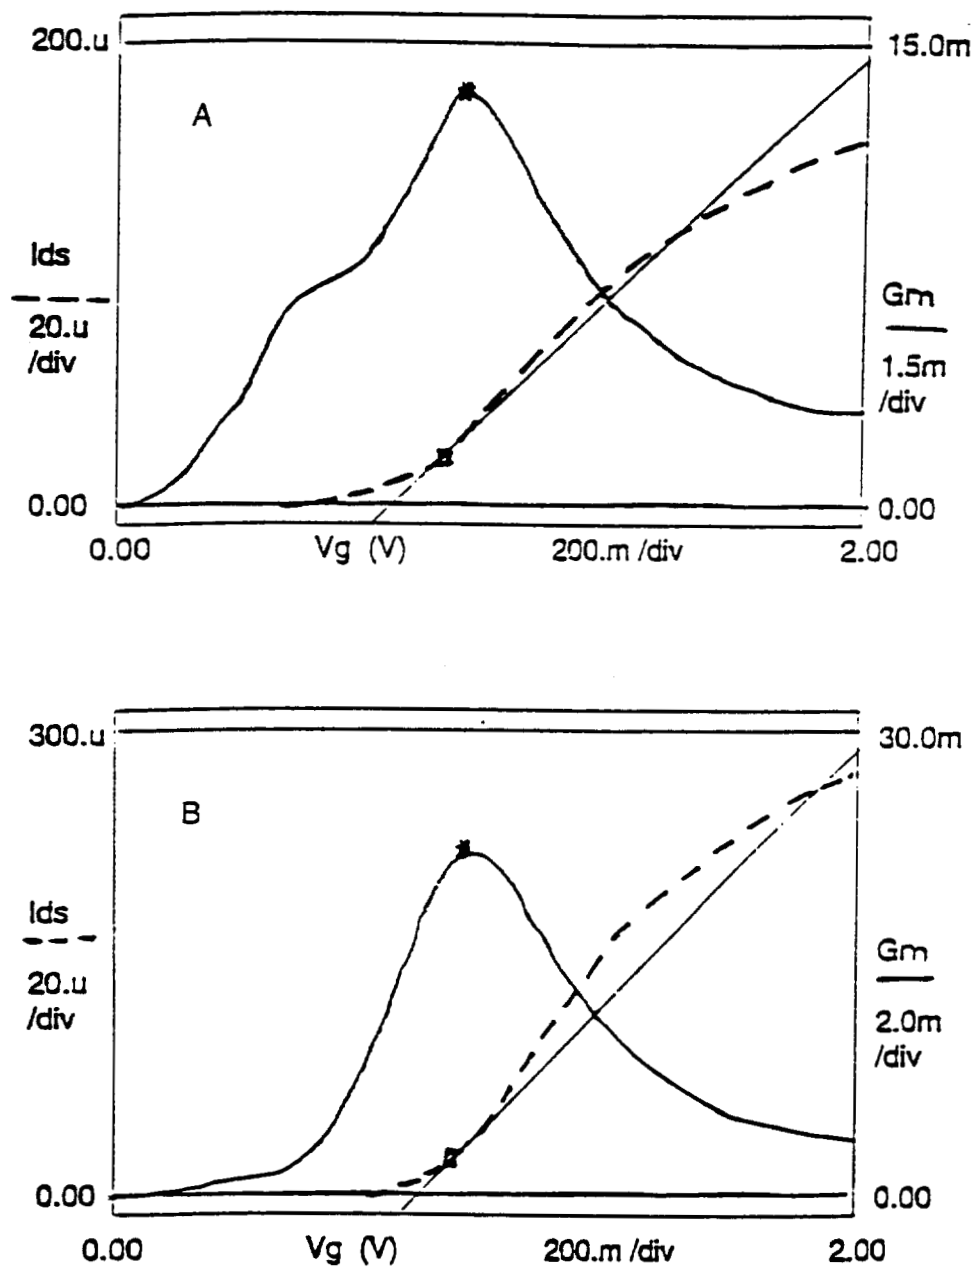 200.u
15.0m
A
Ids
Gm
20.u
/div
1.5m
/div
0.00
0.00
0.00
Vg (V)
200.m /div
2.00
300.u
30.0m
B
Ids
Gm
20.u
/div
2.0m
/div
0.00
0.00
0.00
Vg (V)
200.m /div
2.00